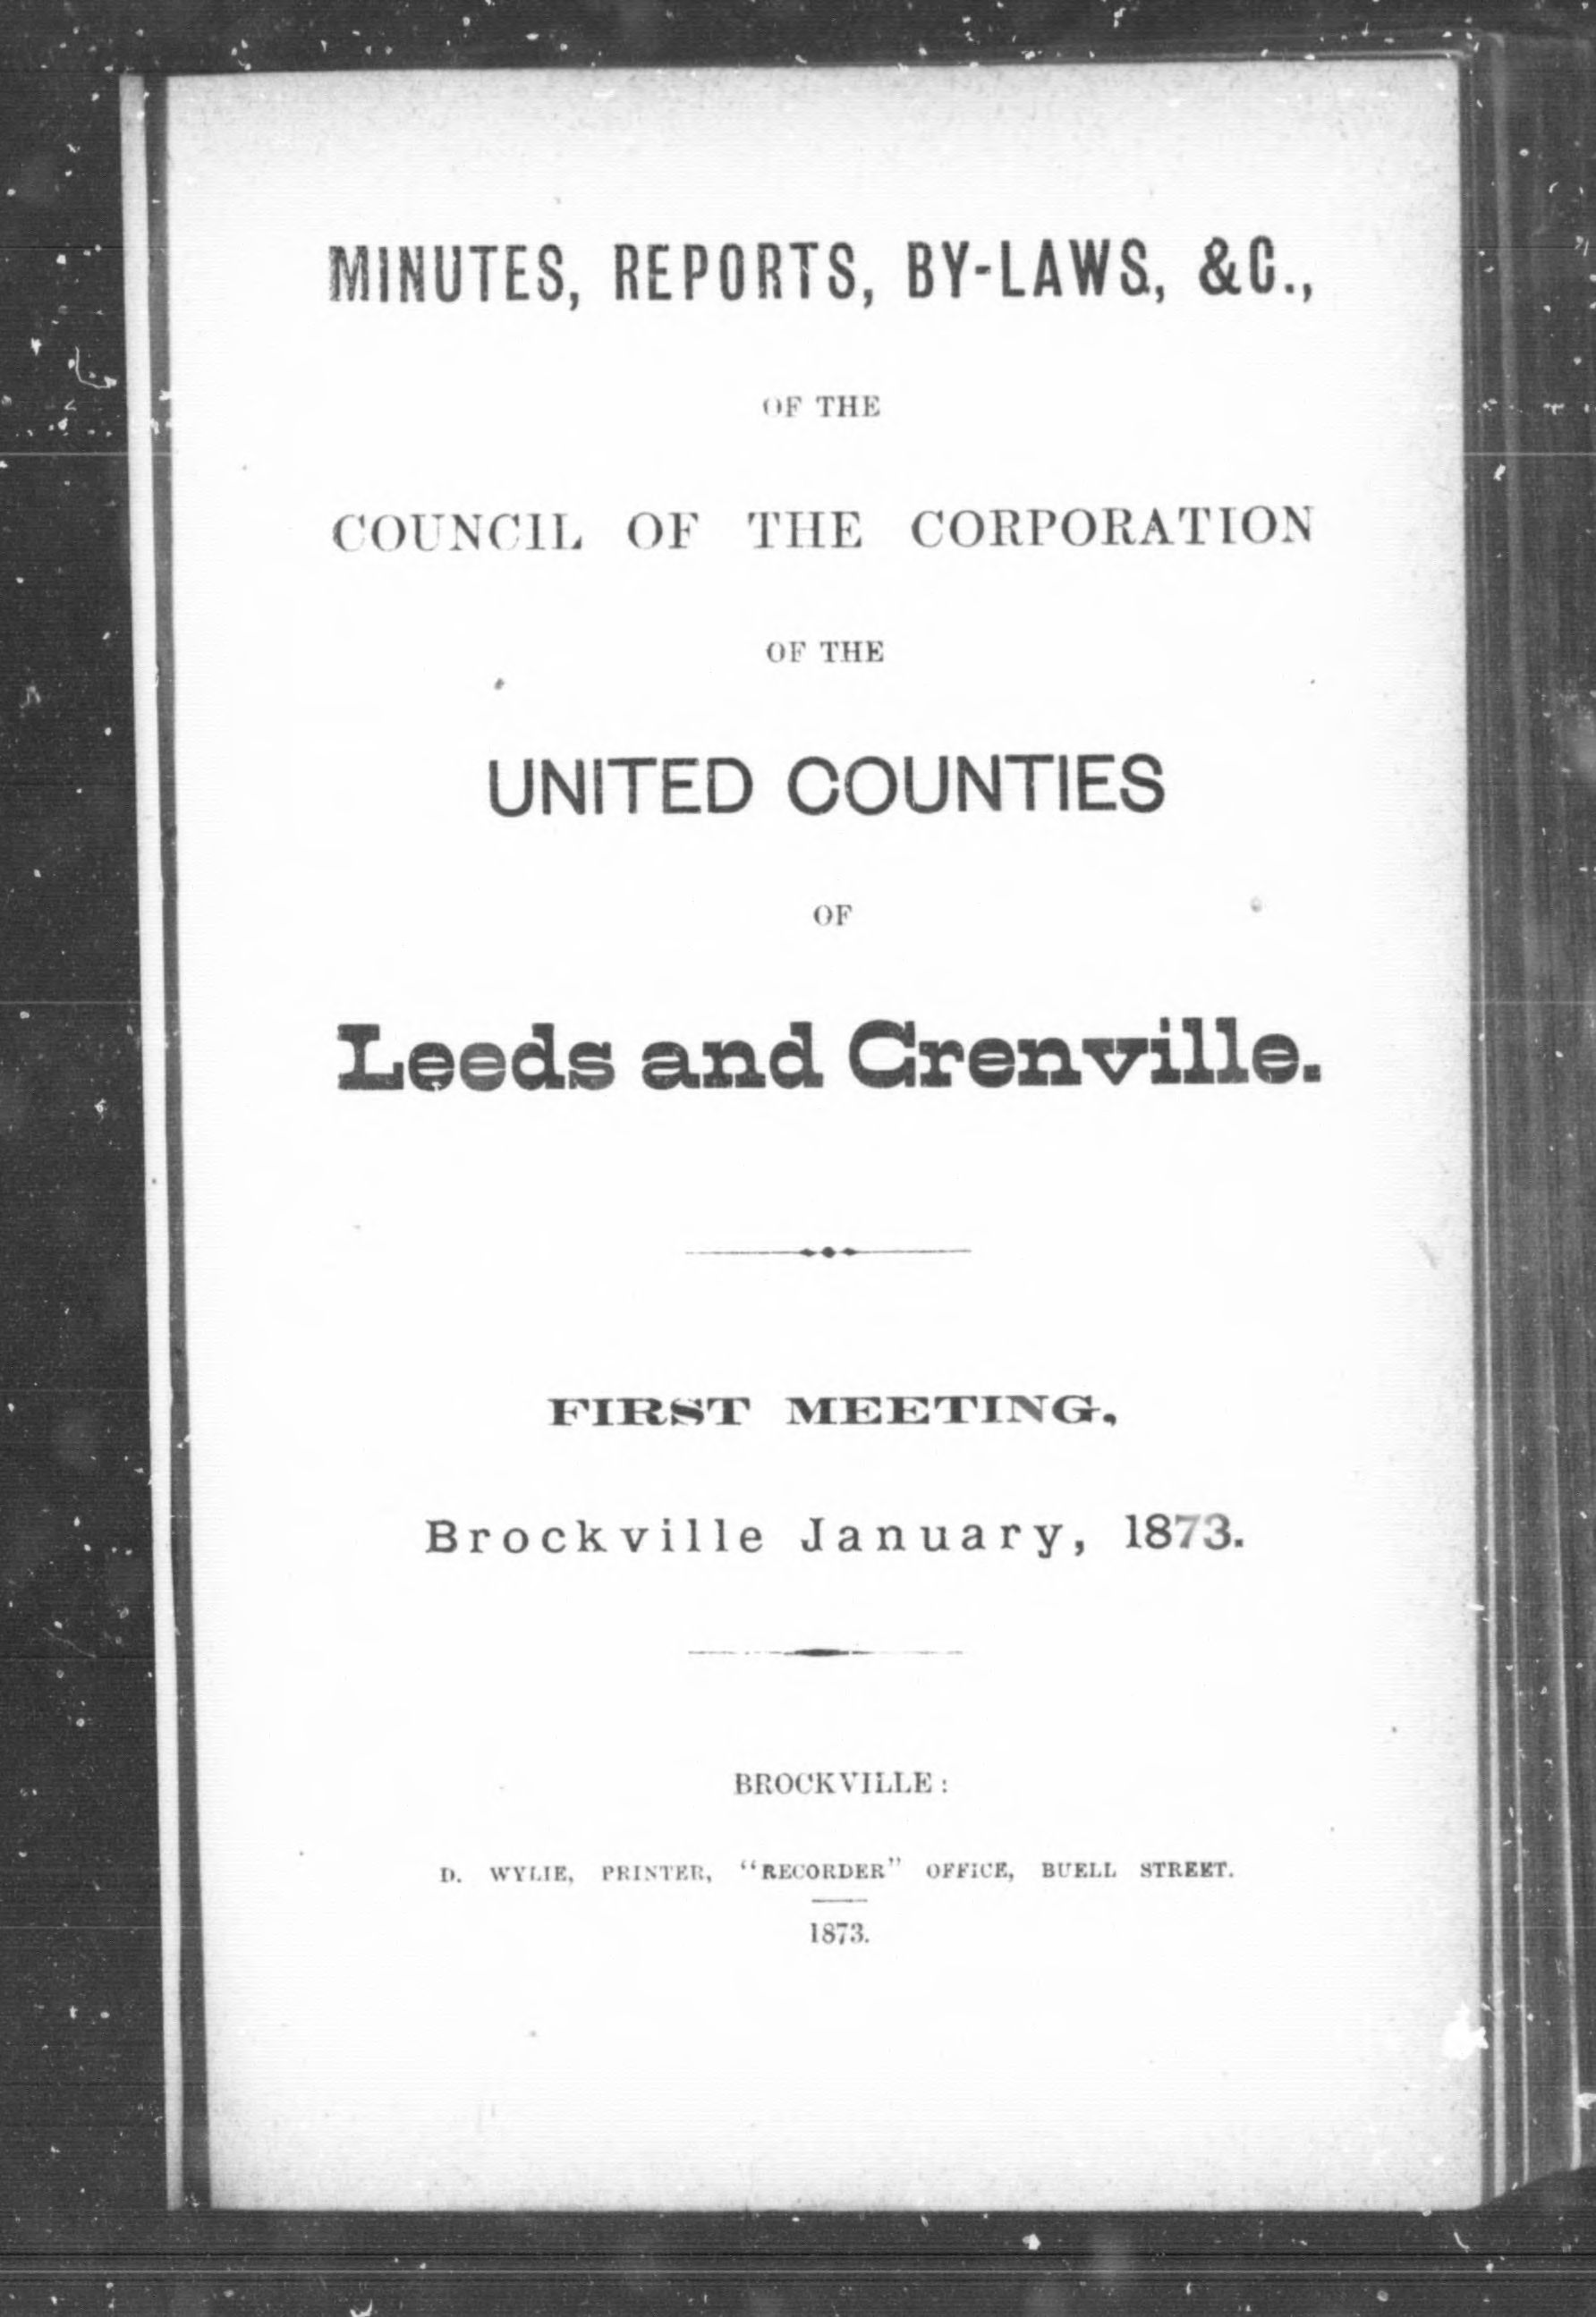 MINUTES, REPORTS, BY-LAWS, &C.,
OF THE
COUNCIL OF THE CORPORATION
OF THE
UNITED COUNTIES
OF
Leeds and Grenville.
FIRST MEETING,
Brockville January, 1873.
BROCKVILLE:
D. WYLIE, PRINTER, "RECORDER" OFFICE, BUELL STREET.
1873.